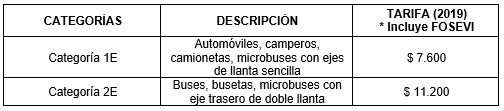 CATEGORÍAS
DESCRIPCIÓN
TARIFA (2019)
* Incluye FOSEVI
Categoría 1E
Automóviles, camperos,
camionetas, microbuses con ejes
de llanta sencilla
$ 7.600
Categoría 2E
Buses, busetas, microbuses con
eje trasero de doble llanta
$ 11.200